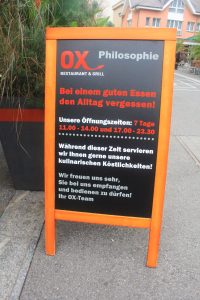 OX Philosophie
RESTAURANT & GRILL
Bei einem guten Essen
den Alltag vergessen!
Unsere Öffnungszeiten: 7 Tage
11.00 - 14.00 und 17.00 - 23.30
Während dieser Zeit servieren
wir Ihnen gerne unsere
kulinarischen Köstlichkeiten!
Wir freuen uns sehr,
Sie bei uns empfangen
und bedienen zu dürfen!
Ihr OX-Team